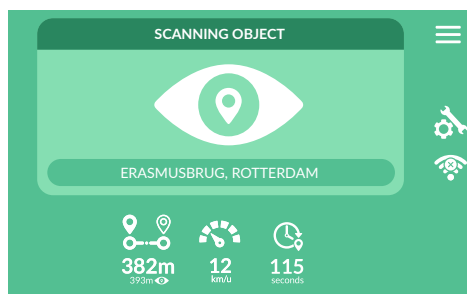 SCANNING OBJECT
ERASMUSBRUG, ROTTERDAM
382m 12 115
393m km/u seconds